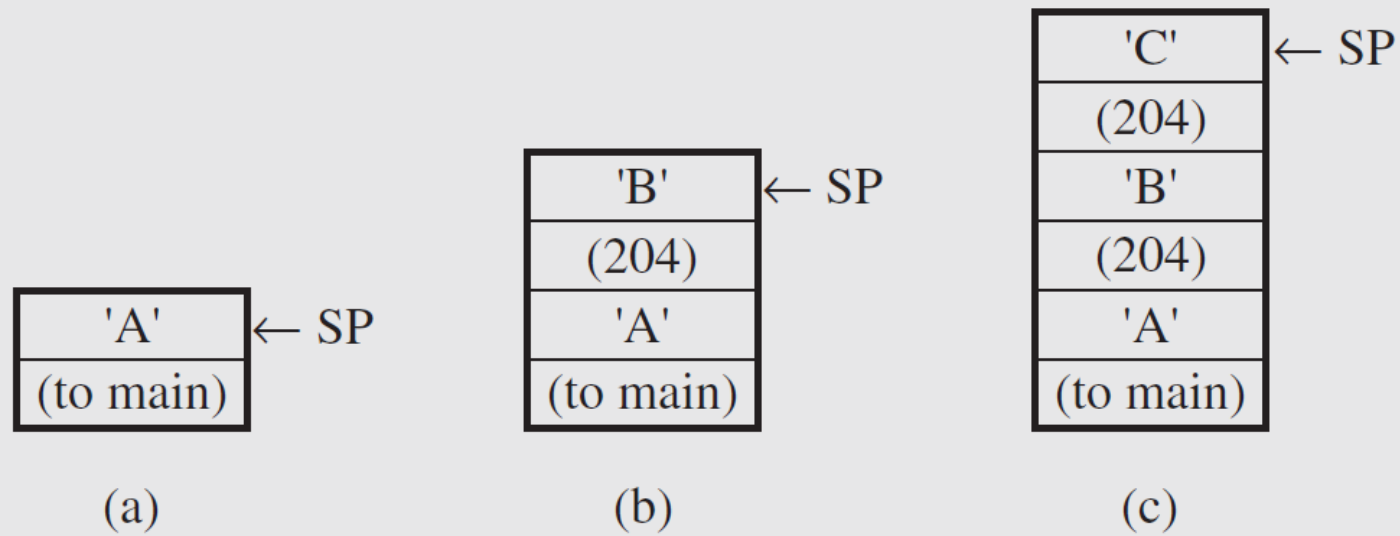 'A' ← SP
(to main)
(a)
'B' ← SP
(204)
'A'
(to main)
(b)
'C' ← SP
(204)
'B'
(204)
'A'
(to main)
(c)